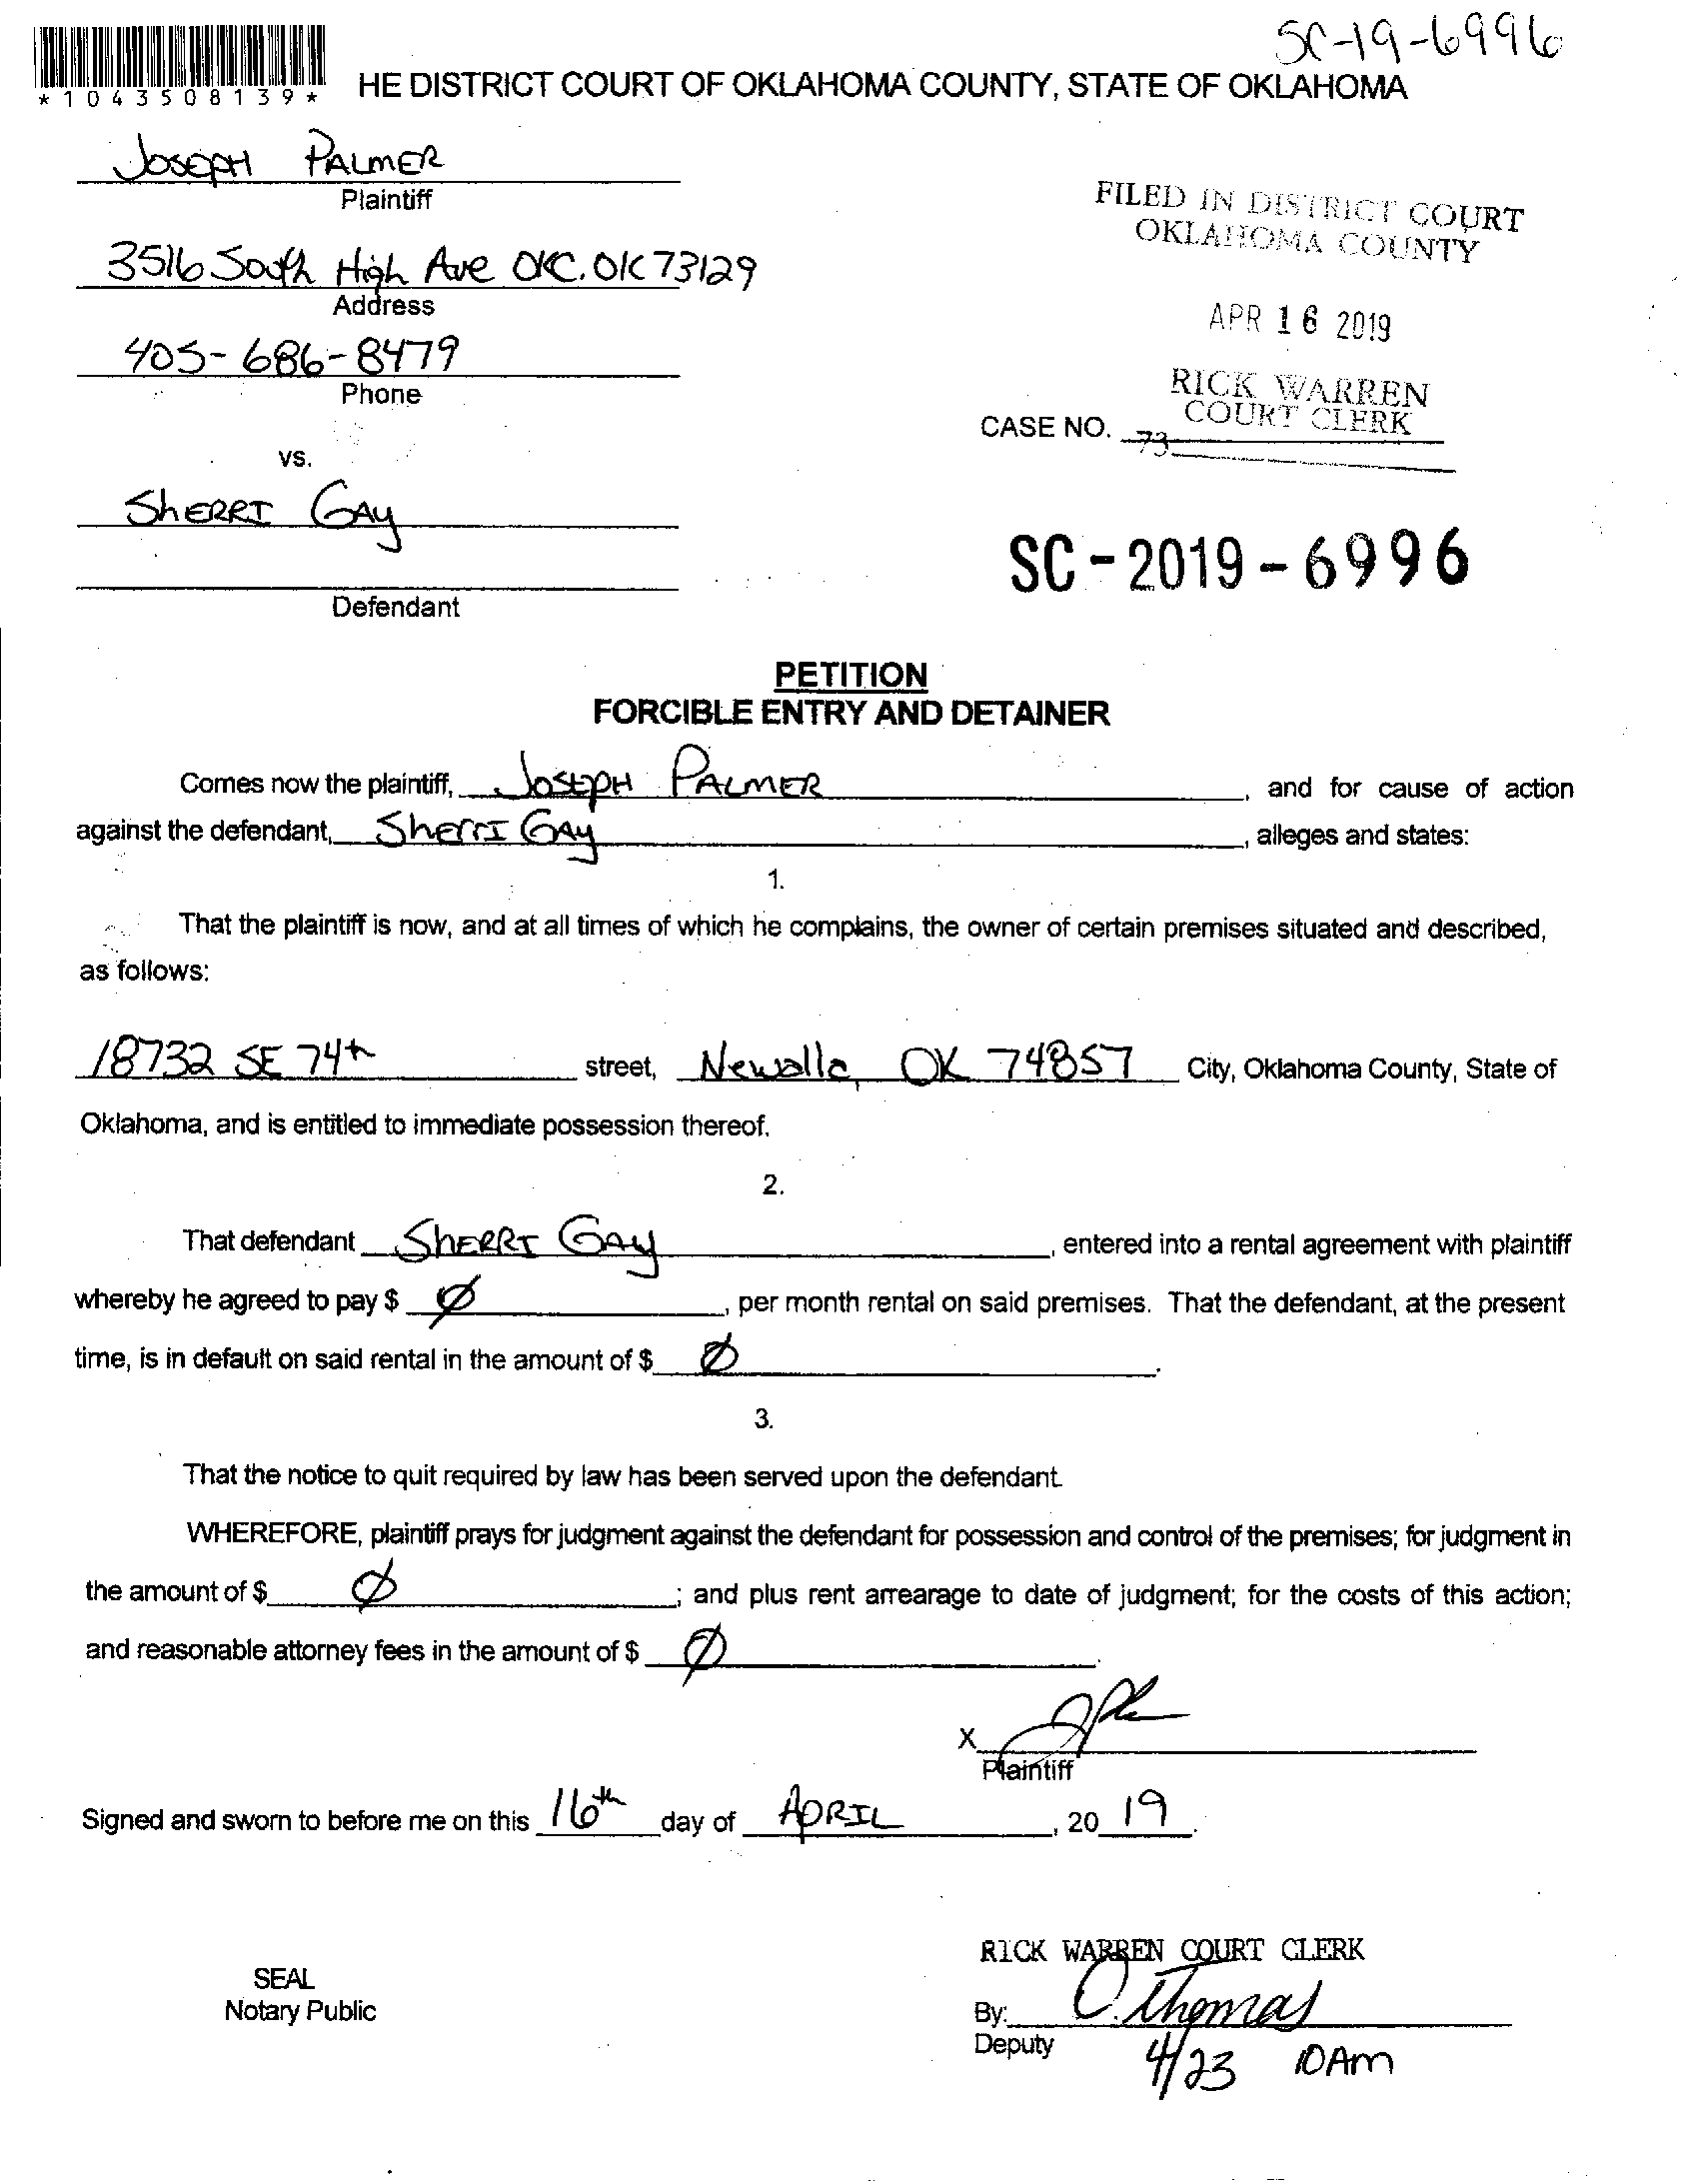 SC-19-6996
*1043508139*
HE DISTRICT COURT OF OKLAHOMA COUNTY, STATE OF OKLAHOMA
JOSEPH PALMER
Plaintiff
FILED IN DISTRICT COURT
OKLAHOMA COUNTY
3516 South High Ave OKC. OK 73129
Address
APR 16 2019
405-686-8479
Phone
RICK WARREN
COURT CLERK
CASE NO.
73
vs.
SHERRI GAY
SC-2019-6996
Defendant
PETITION
FORCIBLE ENTRY AND DETAINER
Comes now the plaintiff, JOSEPH PALMER, and for cause of action
against the defendant, SherrI GAY, alleges and states:
1.
That the plaintiff is now, and at all times of which he complains, the owner of certain premises situated and described,
as follows:
18732 SE 74th street, Newalla, OK 74857 City, Oklahoma County, State of
Oklahoma, and is entitled to immediate possession thereof.
2.
That defendant SHERRI GAY, entered into a rental agreement with plaintiff
whereby he agreed to pay $ Ø, per month rental on said premises. That the defendant, at the present
time, is in default on said rental in the amount of $ Ø.
3.
That the notice to quit required by law has been served upon the defendant.
WHEREFORE, plaintiff prays for judgment against the defendant for possession and control of the premises; for judgment in
the amount of $ Ø; and plus rent arrearage to date of judgment; for the costs of this action;
and reasonable attorney fees in the amount of $ Ø.
X
Plaintiff
Signed and sworn to before me on this 16th day of APRIL, 20 19.
RICK WARREN COURT CLERK
SEAL
Notary Public
By: C. Thomas
Deputy
4/23 10AM